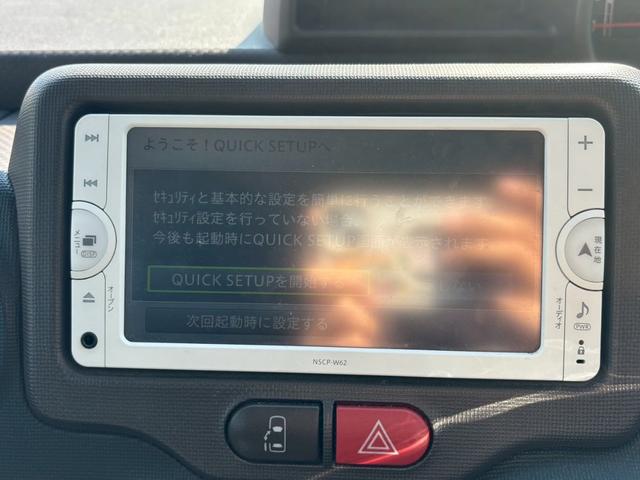 ようこそ！QUICK SETUPへ
ｾｷｭﾘﾃｨと基本的な設定を簡単に行うことができます
ｾｷｭﾘﾃｨ設定を行っていない場合、
今後も起動時にQUICK SETUP画面が表示されます。
QUICK SETUPを開始する
次回起動時に設定する
メニュー
DISP
オープン
現在地
オーディオ
PWR
NSCP-W62